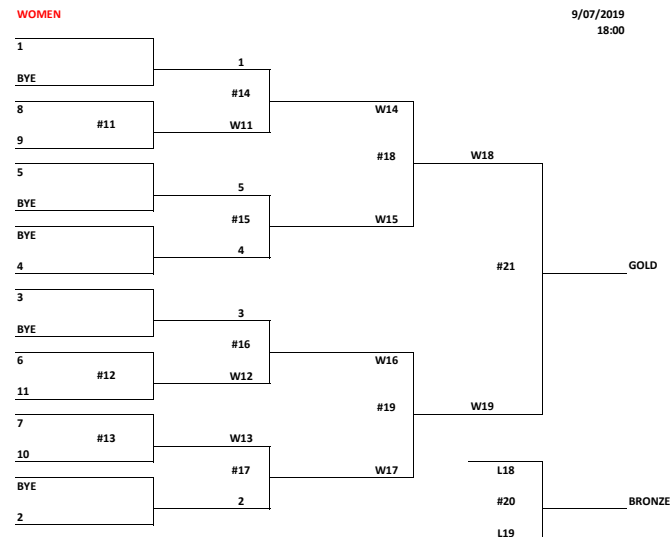 WOMEN
9/07/2019
18:00
1
1
BYE
#14
8
W14
#11
W11
9
#18
W18
5
5
BYE
#15
W15
BYE
4
4
#21
GOLD
3
3
BYE
#16
6
W16
#12
W12
11
#19
W19
7
#13
W13
10
#17
W17
L18
BYE
2
#20
BRONZE
2
L19